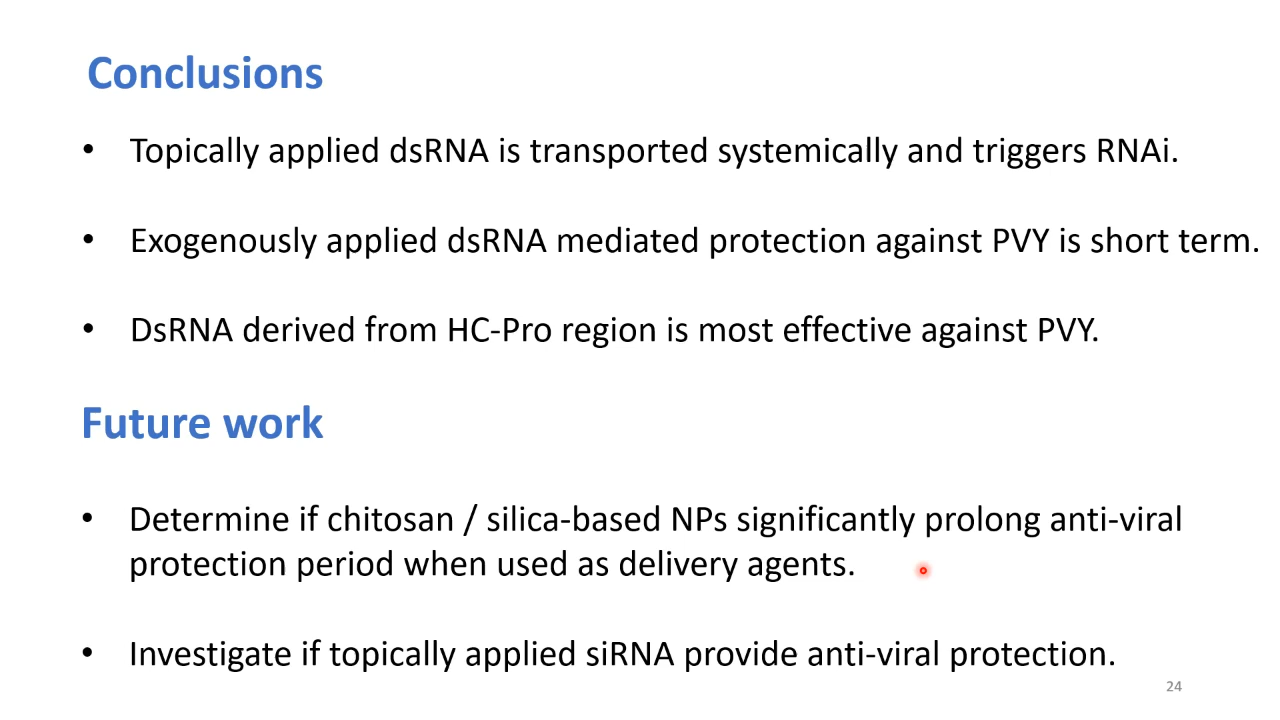 Conclusions
• Topically applied dsRNA is transported systemically and triggers RNAi.
• Exogenously applied dsRNA mediated protection against PVY is short term.
• DsRNA derived from HC-Pro region is most effective against PVY.
Future work
• Determine if chitosan / silica-based NPs significantly prolong anti-viral
protection period when used as delivery agents.
• Investigate if topically applied siRNA provide anti-viral protection.
24